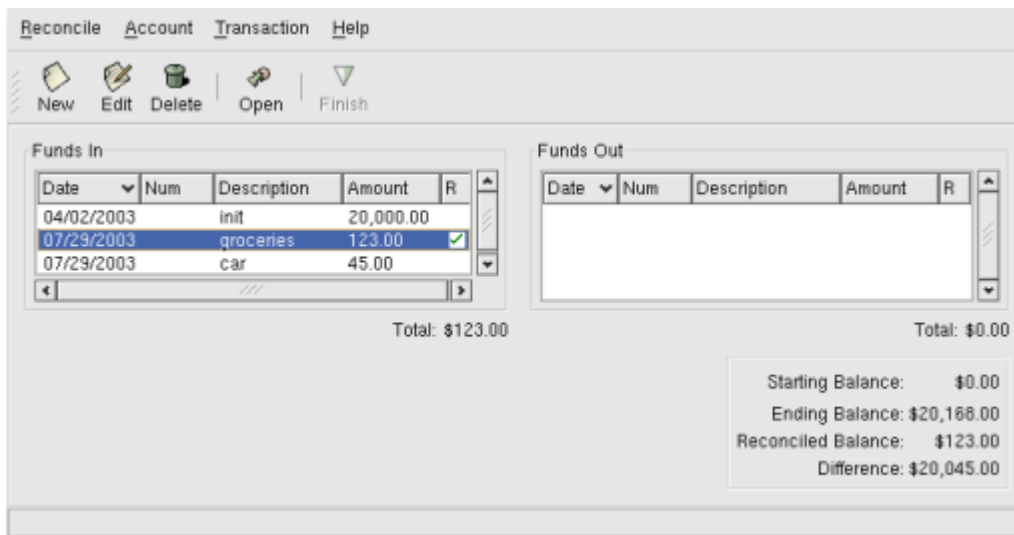 Reconcile Account Transaction Help
New Edit Delete Open Finish
Funds In
Date Num Description Amount R
04/02/2003 init 20,000.00
07/29/2003 groceries 123.00
07/29/2003 car 45.00
Total: $123.00
Funds Out
Date Num Description Amount R
Total: $0.00
Starting Balance: $0.00
Ending Balance: $20,168.00
Reconciled Balance: $123.00
Difference: $20,045.00